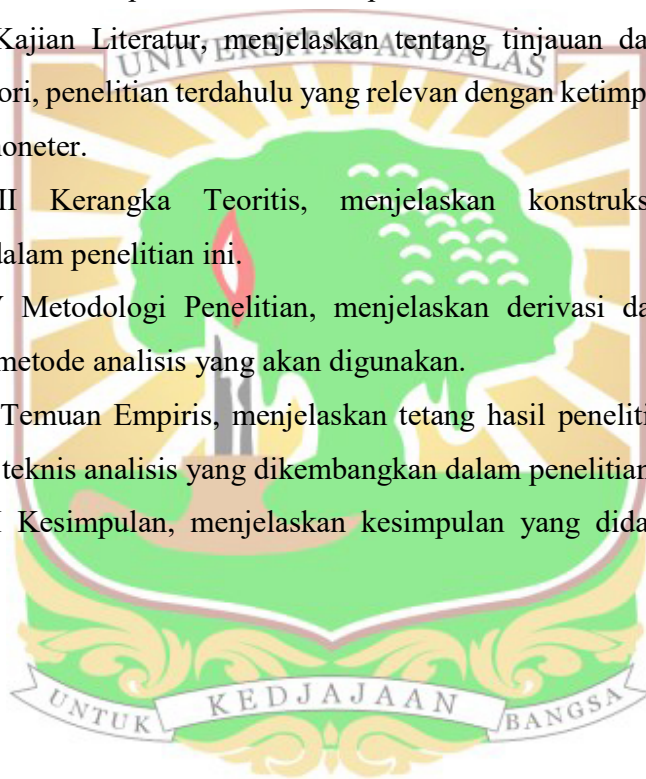 Kajian Literatur, menjelaskan tentang tinjauan da
UNIVERSITAS ANDALAS
ori, penelitian terdahulu yang relevan dengan ketimp
noneter.
II Kerangka Teoritis, menjelaskan konstruks
dalam penelitian ini.
Metodologi Penelitian, menjelaskan derivasi da
metode analisis yang akan digunakan.
Temuan Empiris, menjelaskan tetang hasil peneliti
teknis analisis yang dikembangkan dalam penelitian
Kesimpulan, menjelaskan kesimpulan yang dida
UNTUK KEDJAJAAN BANGSA